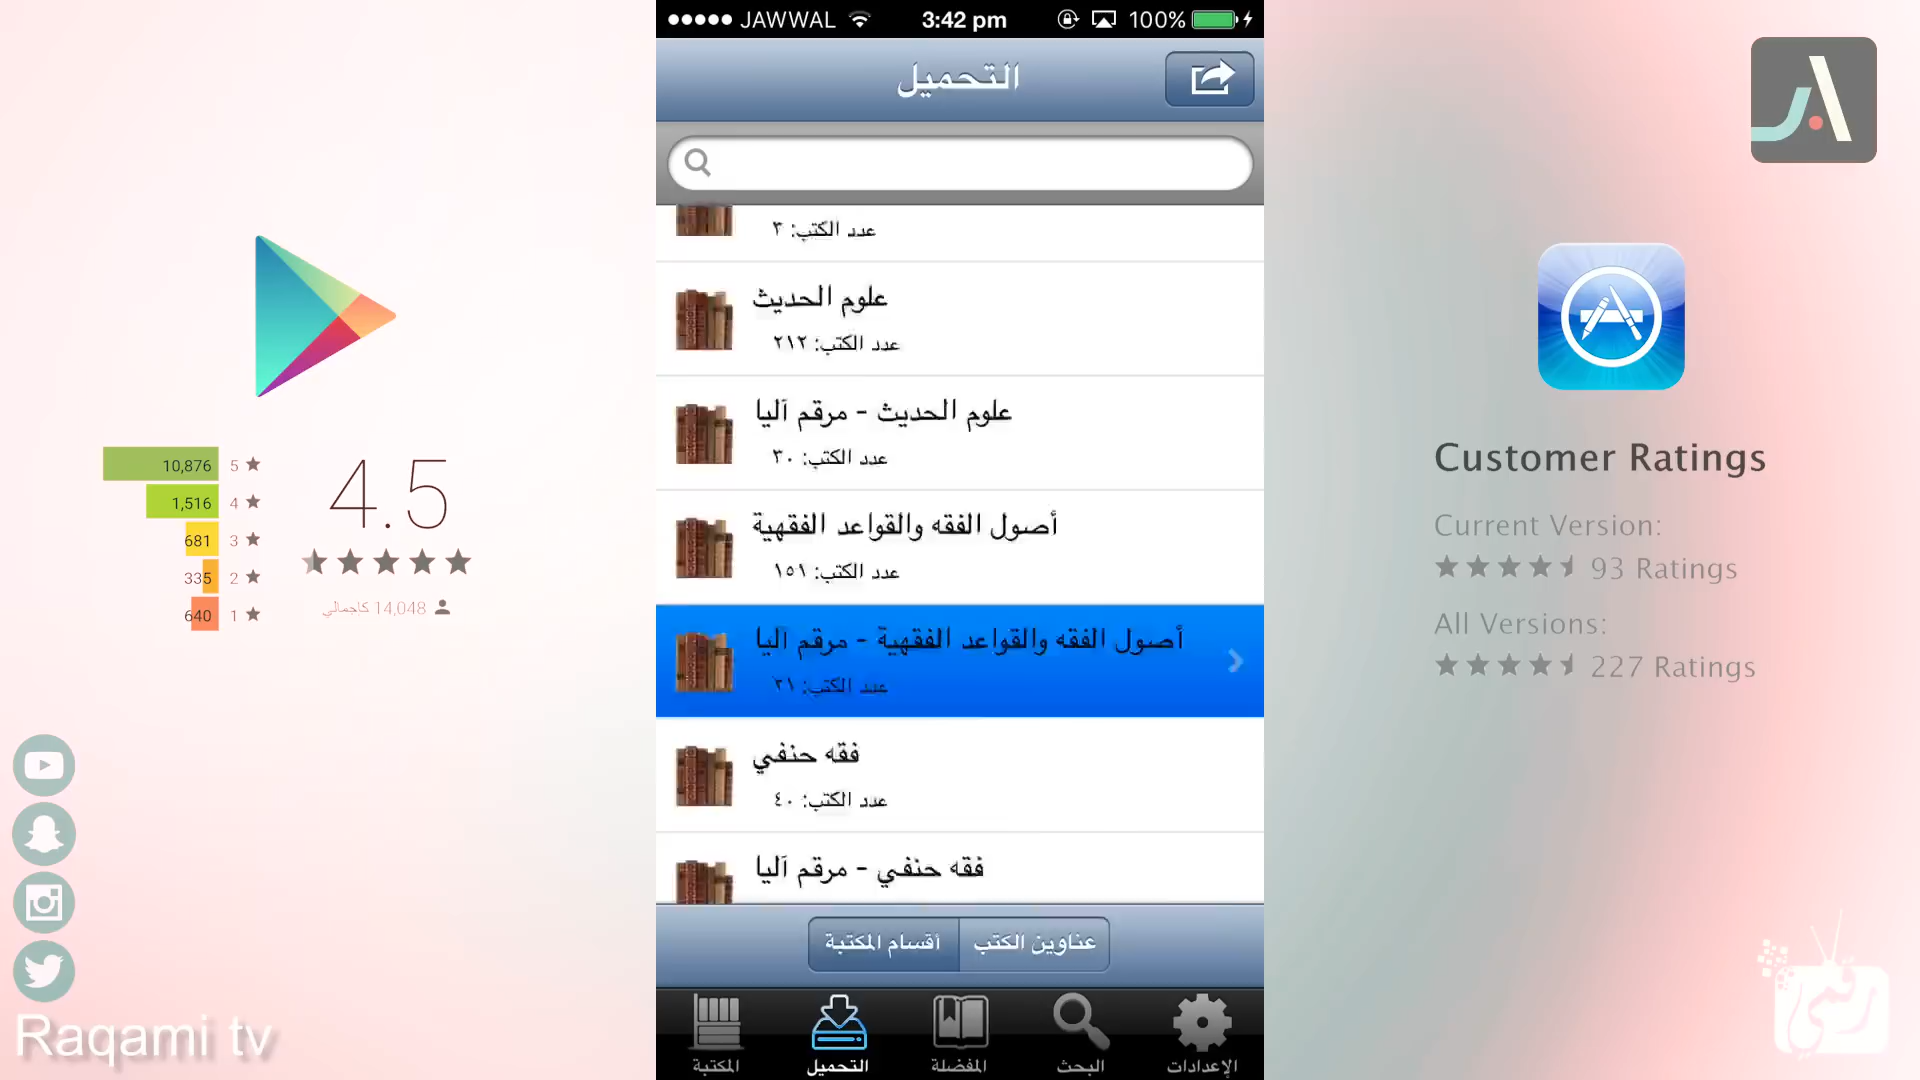 JAWWAL 3:42 pm 100%
التحميل
عدد الكتب: ٣
علوم الحديث
عدد الكتب: ٢١٢
علوم الحديث - مرقم آليا
عدد الكتب: ٣٠
أصول الفقه والقواعد الفقهية
عدد الكتب: ١٥١
أصول الفقه والقواعد الفقهية - مرقم آليا
عدد الكتب: ٢١
فقه حنفي
عدد الكتب: ٤٠
فقه حنفي - مرقم آليا
أقسام المكتبة عناوين الكتب
المكتبة التحميل المفضلة البحث الإعدادات
10,876 5
1,516 4
681 3
335 2
640 1
4.5
14,048 كإجمالي
Raqami tv
Customer Ratings
Current Version:
93 Ratings
All Versions:
227 Ratings
رقمي